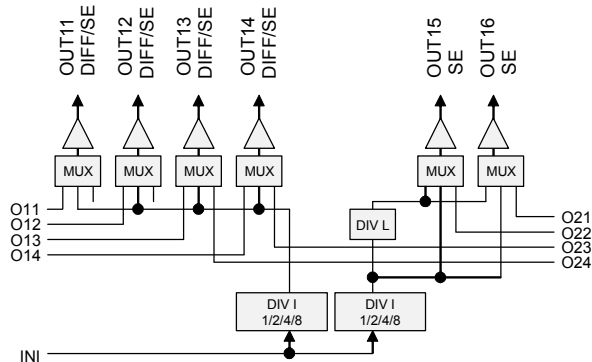 OUT11
DIFF/SE
OUT12
DIFF/SE
OUT13
DIFF/SE
OUT14
DIFF/SE
OUT15
SE
OUT16
SE
MUX
MUX
MUX
MUX
MUX
MUX
O11
O12
O13
O14
DIV L
O21
O22
O23
O24
DIV I
1/2/4/8
DIV I
1/2/4/8
INI